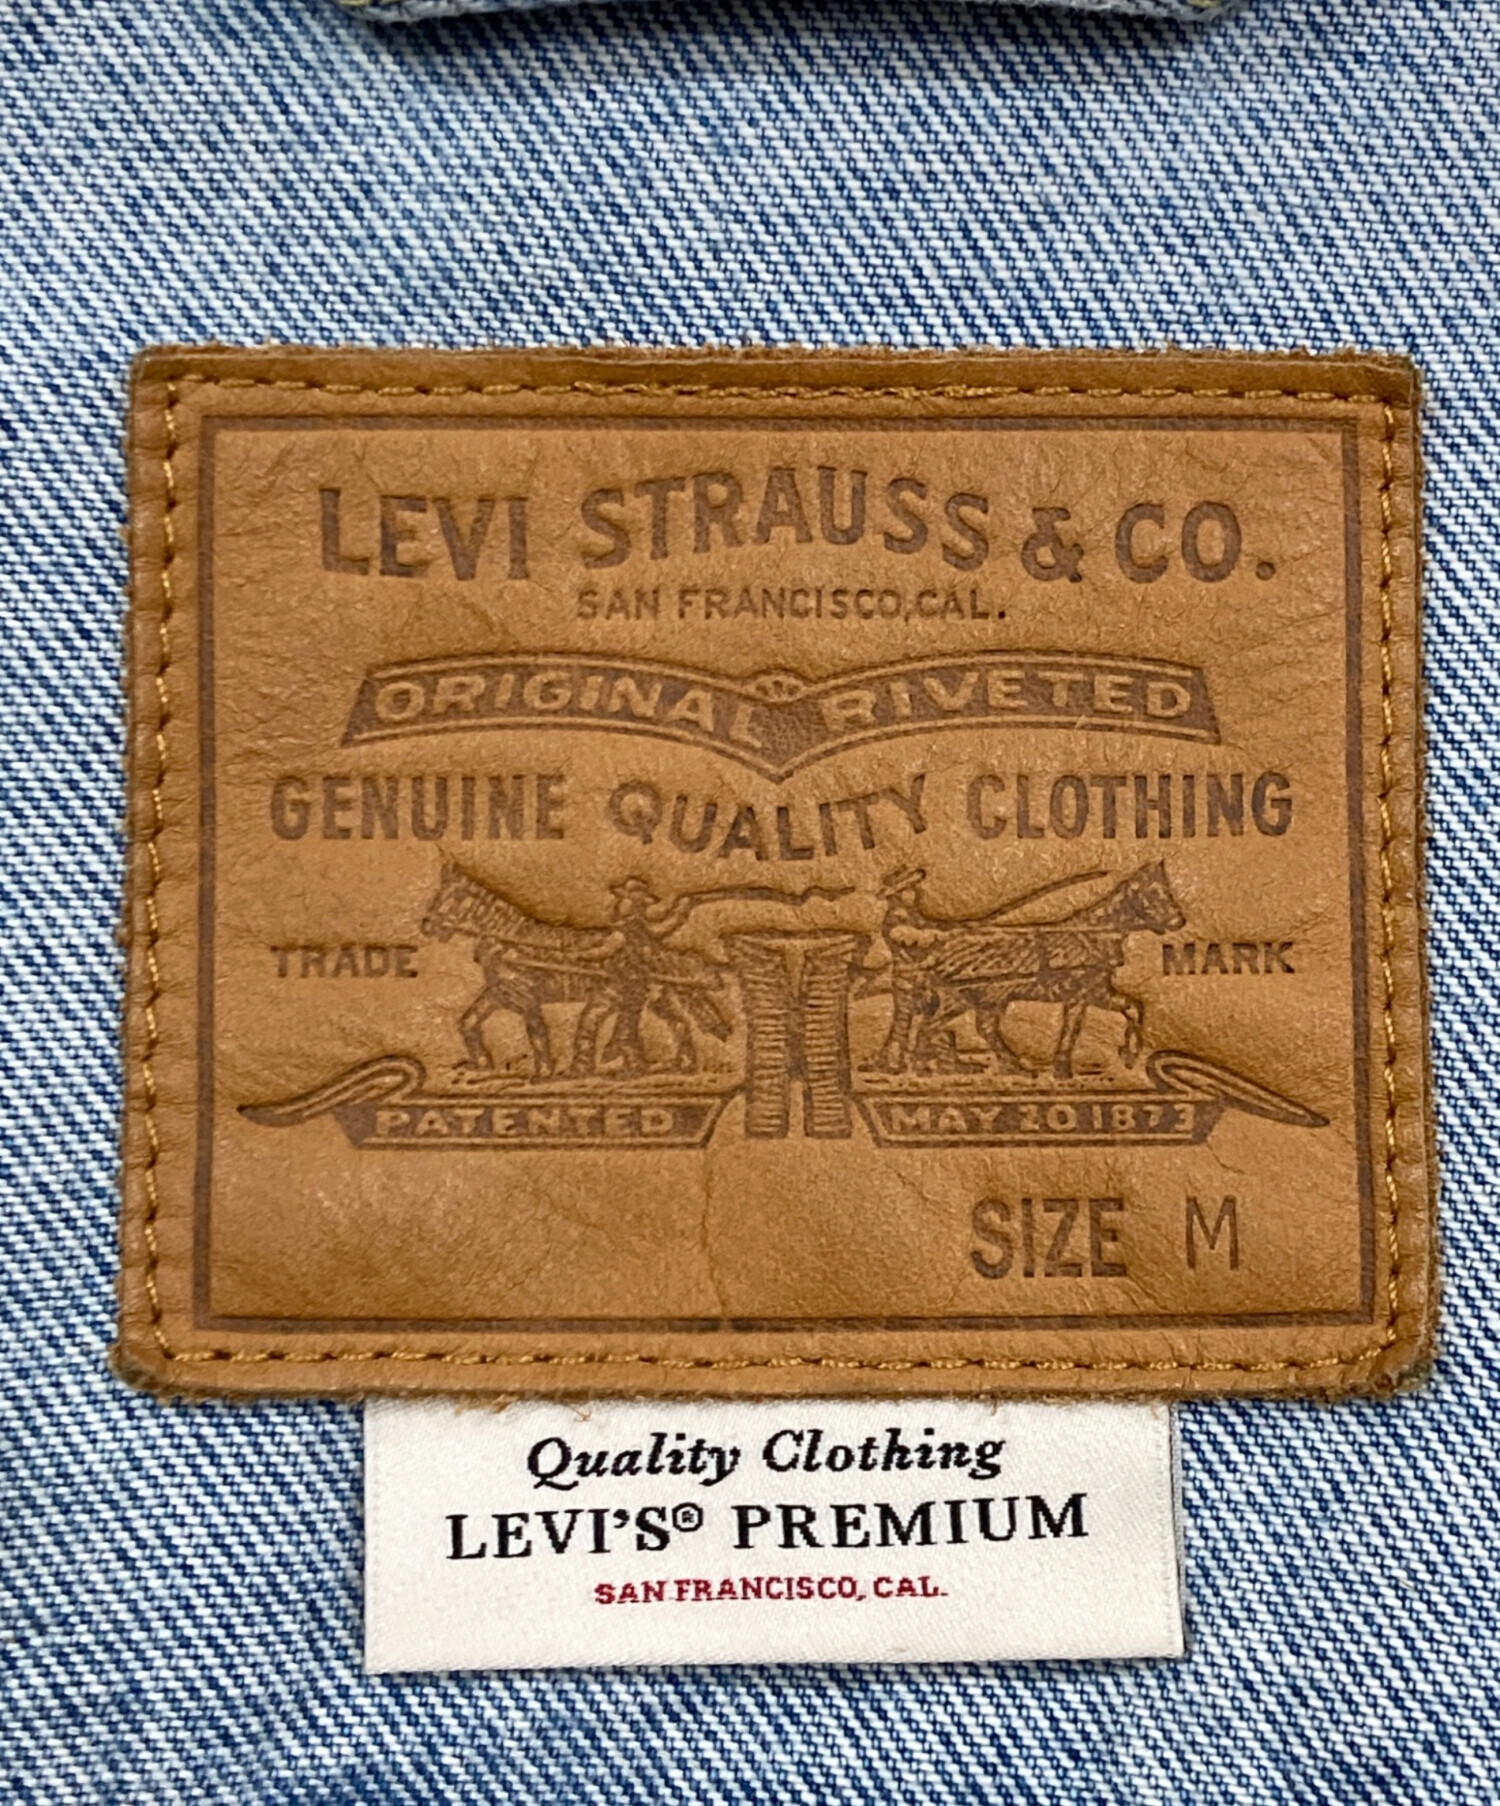 LEVI STRAUSS & CO.
SAN FRANCISCO, CAL.
ORIGINAL RIVETED
GENUINE QUALITY CLOTHING
TRADE MARK
PATENTED MAY 20 1873
SIZE M
Quality Clothing
LEVI'S® PREMIUM
SAN FRANCISCO, CAL.